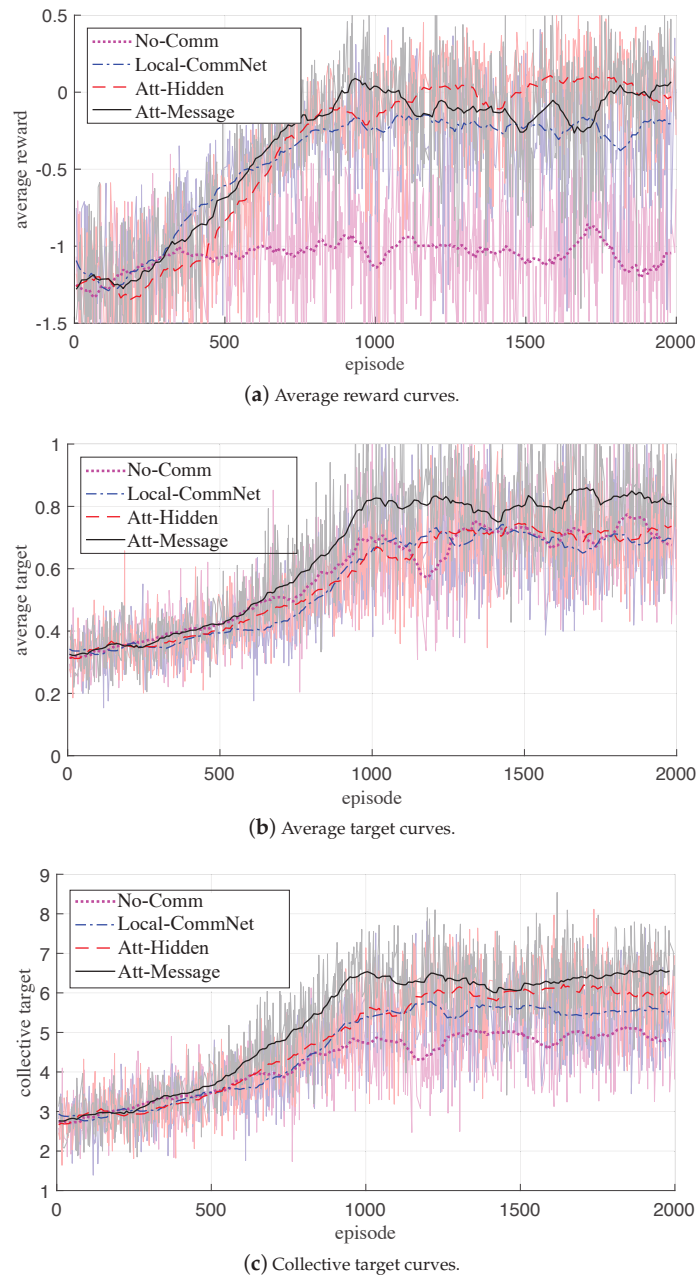 0.5
No-Comm
Local-CommNet
Att-Hidden
Att-Message
0
-0.5
-1
-1.5
average reward
0 500 1000 1500 2000
episode
(a) Average reward curves.
1
No-Comm
Local-CommNet
Att-Hidden
Att-Message
0.8
0.6
0.4
0.2
0
average target
0 500 1000 1500 2000
episode
(b) Average target curves.
9
No-Comm
Local-CommNet
Att-Hidden
Att-Message
8
7
6
5
4
3
2
1
collective target
0 500 1000 1500 2000
episode
(c) Collective target curves.